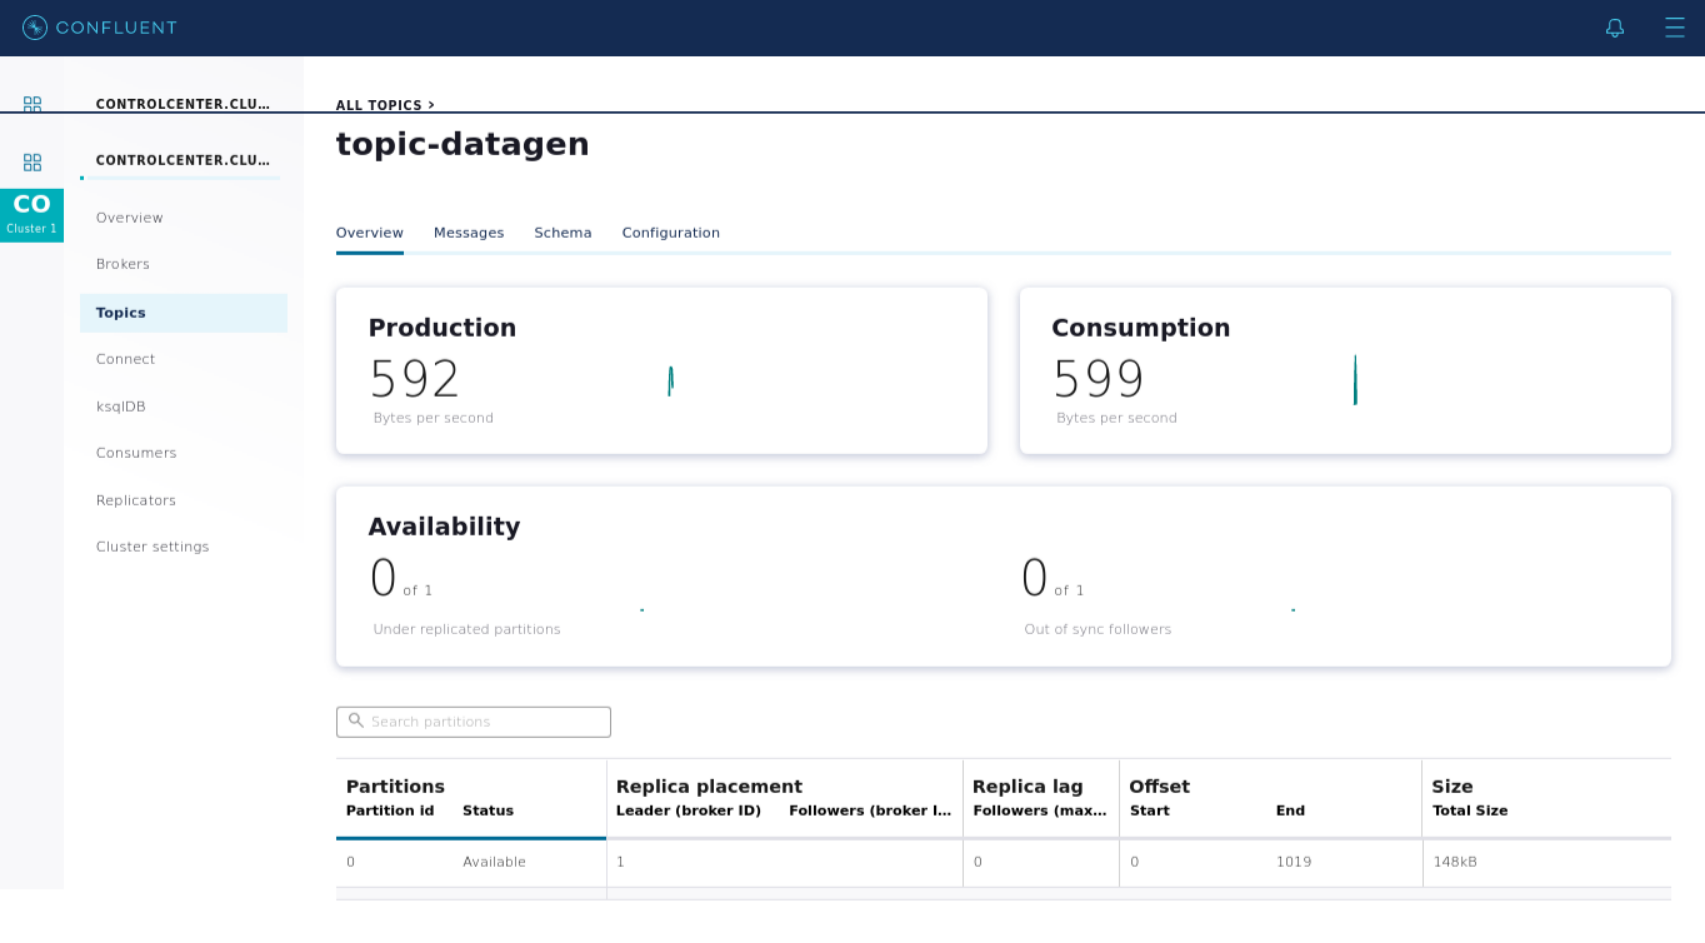 CONFLUENT
CONTROLCENTER.CLU...
ALL TOPICS >
topic-datagen
CONTROLCENTER.CLU...
CO
Cluster 1
Overview
Brokers
Topics
Connect
ksqlDB
Consumers
Replicators
Cluster settings
Overview Messages Schema Configuration
Production
592
Bytes per second
Consumption
599
Bytes per second
Availability
0 of 1
Under replicated partitions
0 of 1
Out of sync followers
Search partitions
Partitions Replica placement Replica lag Offset Size
Partition id Status Leader (broker ID) Followers (broker I... Followers (max... Start End Total Size
0 Available 1 0 0 1019 148kB